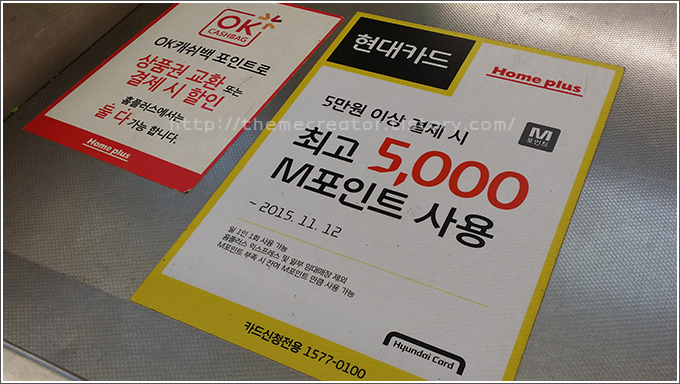 OK
CASHBAG
OK캐쉬백 포인트로
상품권 교환 또는
결제 시 할인
홈플러스에서는
둘 다 가능 합니다.
Home plus
현대카드
Home plus
5만원 이상 결제 시
M
포인트
최고 5,000
M포인트 사용
~ 2015. 11. 12
일 1인 1회 사용 가능
홈플러스 익스프레스 및 일부 임대매장 제외
M포인트 부족 시 잔여 M포인트 만큼 사용 가능
카드신청전용 1577-0100
Hyundai Card